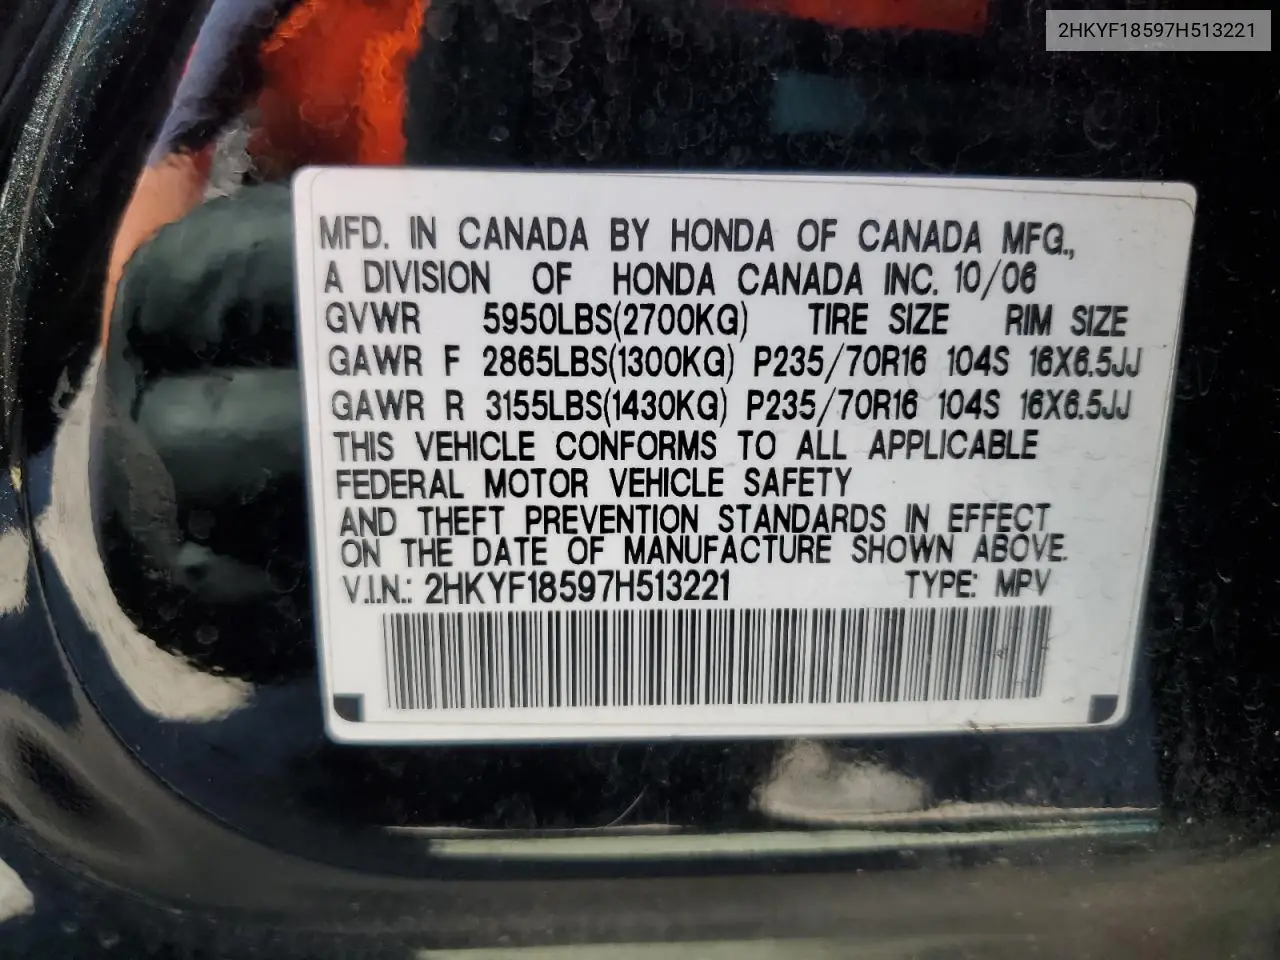 2HKYF18597H513221
MFD. IN CANADA BY HONDA OF CANADA MFG.,
A DIVISION OF HONDA CANADA INC. 10/06
GVWR 5950LBS(2700KG) TIRE SIZE RIM SIZE
GAWR F 2865LBS(1300KG) P235/70R16 104S 16X6.5JJ
GAWR R 3155LBS(1430KG) P235/70R16 104S 16X6.5JJ
THIS VEHICLE CONFORMS TO ALL APPLICABLE
FEDERAL MOTOR VEHICLE SAFETY
AND THEFT PREVENTION STANDARDS IN EFFECT
ON THE DATE OF MANUFACTURE SHOWN ABOVE.
V.I.N.: 2HKYF18597H513221 TYPE: MPV